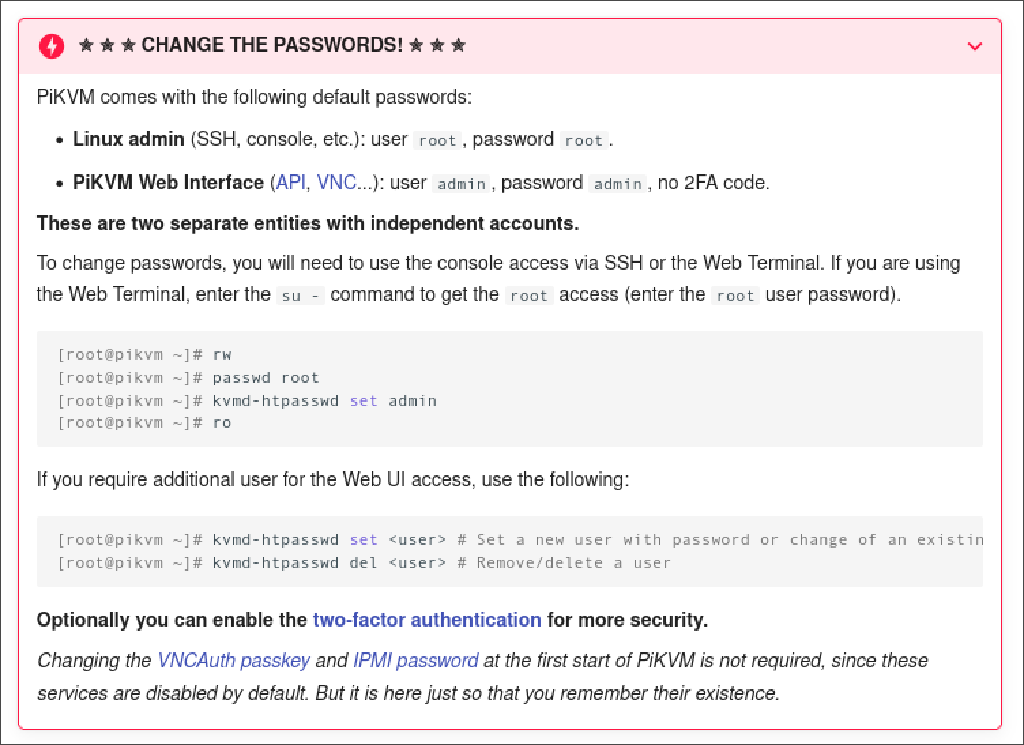 ★ ★ ★ CHANGE THE PASSWORDS! ★ ★ ★
PiKVM comes with the following default passwords:
• Linux admin (SSH, console, etc.): user root, password root.
• PiKVM Web Interface (API, VNC...): user admin, password admin, no 2FA code.
These are two separate entities with independent accounts.
To change passwords, you will need to use the console access via SSH or the Web Terminal. If you are using
the Web Terminal, enter the su - command to get the root access (enter the root user password).
[root@pikvm ~]# rw
[root@pikvm ~]# passwd root
[root@pikvm ~]# kvmd-htpasswd set admin
[root@pikvm ~]# ro
If you require additional user for the Web UI access, use the following:
[root@pikvm ~]# kvmd-htpasswd set <user> # Set a new user with password or change of an existin
[root@pikvm ~]# kvmd-htpasswd del <user> # Remove/delete a user
Optionally you can enable the two-factor authentication for more security.
Changing the VNCAuth passkey and IPMI password at the first start of PiKVM is not required, since these
services are disabled by default. But it is here just so that you remember their existence.